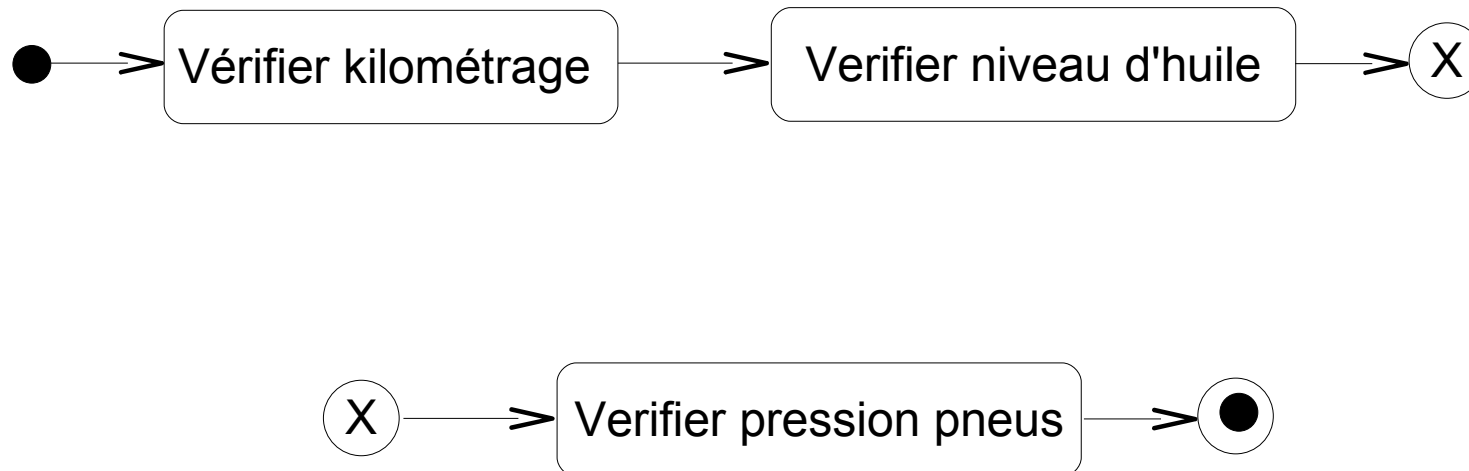 Vérifier kilométrage
Verifier niveau d'huile
X
X
Verifier pression pneus